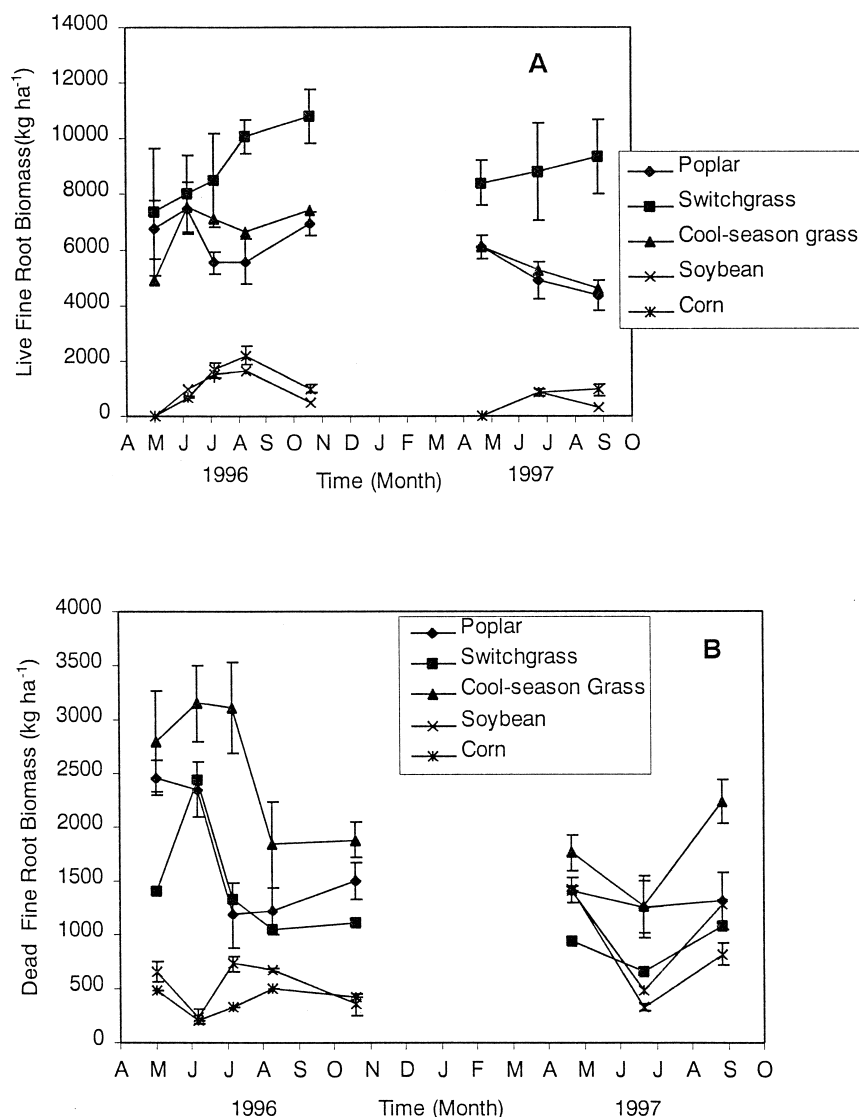 14000
12000
10000
8000
6000
4000
2000
0
Live Fine Root Biomass(kg ha⁻¹)
A
Poplar
Switchgrass
Cool-season grass
Soybean
Corn
A M J J A S O N D J F M A M J J A S O
1996 Time (Month) 1997
4000
3500
3000
2500
2000
1500
1000
500
0
Dead Fine Root Biomass (kg ha⁻¹)
B
Poplar
Switchgrass
Cool-season Grass
Soybean
Corn
A M J J A S O N D J F M A M J J A S O
1996 Time (Month) 1997